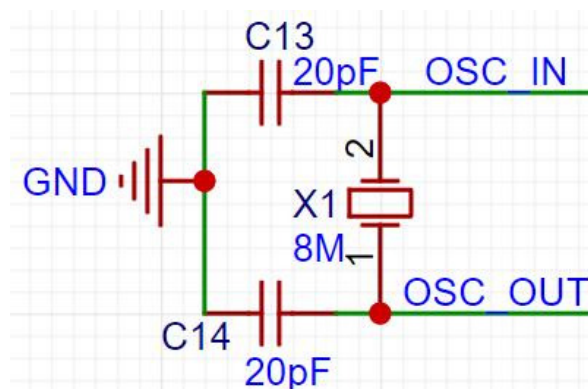 C13
20pF
OSC_IN
2
GND
X1
8M
1
OSC_OUT
C14
20pF